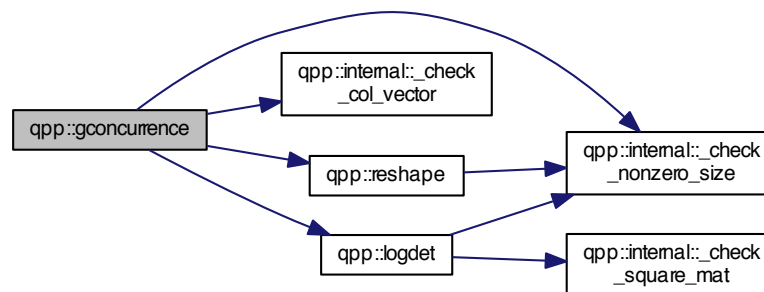 qpp::gconcurrence
qpp::internal::_check
_col_vector
qpp::reshape
qpp::logdet
qpp::internal::_check
_nonzero_size
qpp::internal::_check
_square_mat